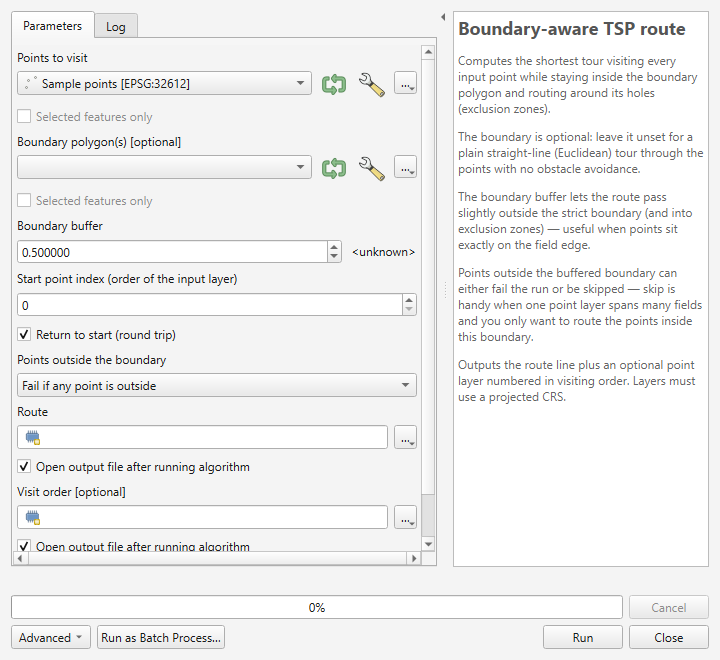 Parameters
Log
Points to visit
Sample points [EPSG:32612]
...
Selected features only
Boundary polygon(s) [optional]
...
Selected features only
Boundary buffer
0.500000
<unknown>
Start point index (order of the input layer)
0
Return to start (round trip)
Points outside the boundary
Fail if any point is outside
Route
...
Open output file after running algorithm
Visit order [optional]
...
Open output file after running algorithm
Boundary-aware TSP route
Computes the shortest tour visiting every
input point while staying inside the boundary
polygon and routing around its holes
(exclusion zones).
The boundary is optional: leave it unset for a
plain straight-line (Euclidean) tour through the
points with no obstacle avoidance.
The boundary buffer lets the route pass
slightly outside the strict boundary (and into
exclusion zones) — useful when points sit
exactly on the field edge.
Points outside the buffered boundary can
either fail the run or be skipped — skip is
handy when one point layer spans many fields
and you only want to route the points inside
this boundary.
Outputs the route line plus an optional point
layer numbered in visiting order. Layers must
use a projected CRS.
0%
Cancel
Advanced
Run as Batch Process...
Run
Close